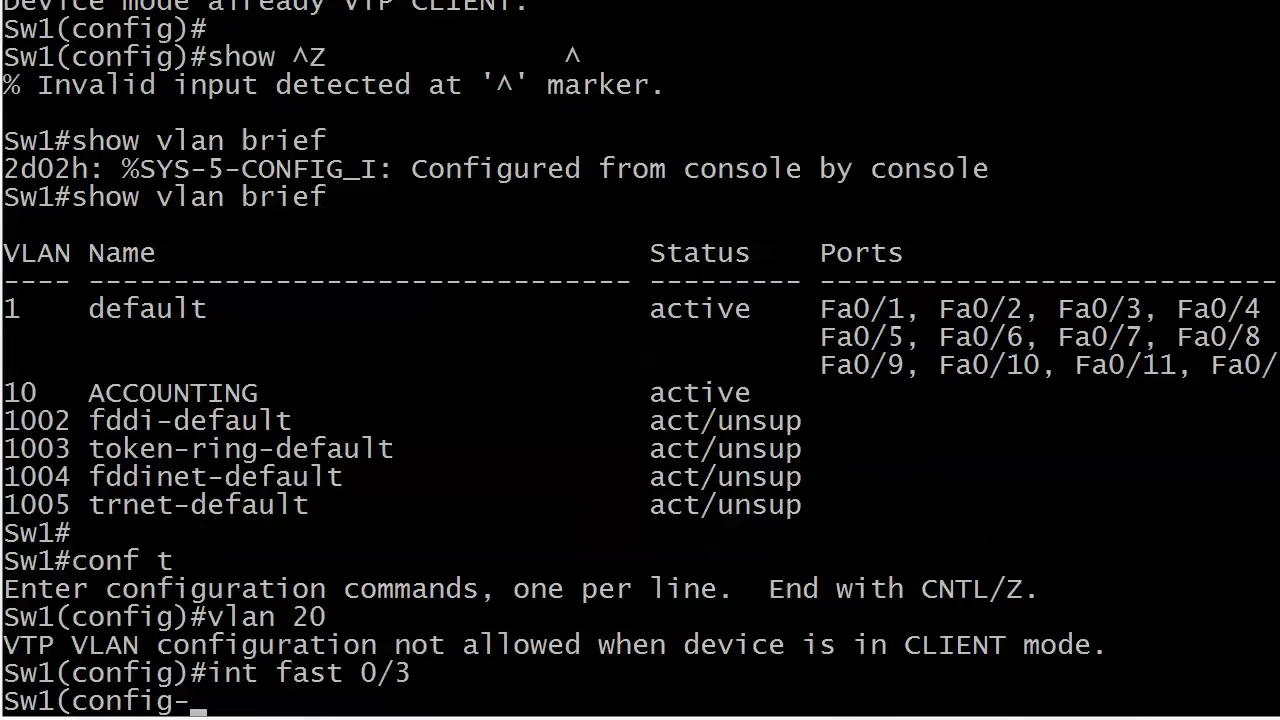 Device mode already VTP CLIENT.
Sw1(config)#
Sw1(config)#show ^Z              ^
% Invalid input detected at '^' marker.
Sw1#show vlan brief
2d02h: %SYS-5-CONFIG_I: Configured from console by console
Sw1#show vlan brief
VLAN Name                             Status    Ports
---- -------------------------------- --------- ---------------------------
1    default                          active    Fa0/1, Fa0/2, Fa0/3, Fa0/4
                                                Fa0/5, Fa0/6, Fa0/7, Fa0/8
                                                Fa0/9, Fa0/10, Fa0/11, Fa0/
10   ACCOUNTING                       active
1002 fddi-default                     act/unsup
1003 token-ring-default               act/unsup
1004 fddinet-default                  act/unsup
1005 trnet-default                    act/unsup
Sw1#
Sw1#conf t
Enter configuration commands, one per line.  End with CNTL/Z.
Sw1(config)#vlan 20
VTP VLAN configuration not allowed when device is in CLIENT mode.
Sw1(config)#int fast 0/3
Sw1(config-